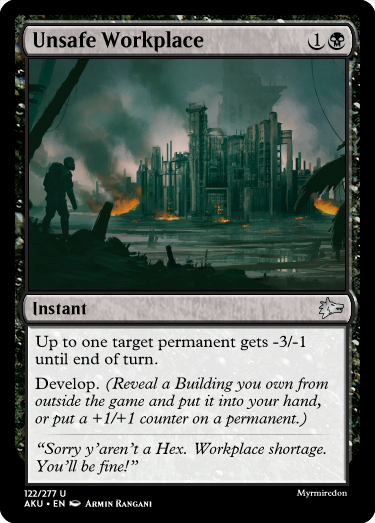 Unsafe Workplace 1
Instant
Up to one target permanent gets -3/-1
until end of turn.
Develop. (Reveal a Building you own from
outside the game and put it into your hand,
or put a +1/+1 counter on a permanent.)
“Sorry y'aren't a Hex. Workplace shortage.
You'll be fine!”
122/277 U
Myrmiredon
AKU • EN Armin Rangani